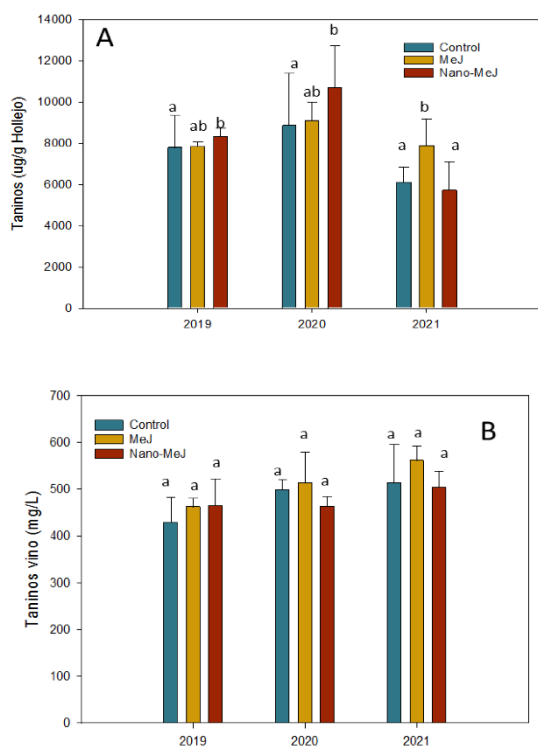 A
Control
MeJ
Nano-MeJ
Taninos (ug/g Hollejo)
14000
12000
10000
8000
6000
4000
2000
0
a
ab
b
a
ab
b
a
b
a
2019
2020
2021
B
Control
MeJ
Nano-MeJ
Taninos vino (mg/L)
700
600
500
400
300
200
100
0
a
a
a
a
a
a
a
a
a
2019
2020
2021